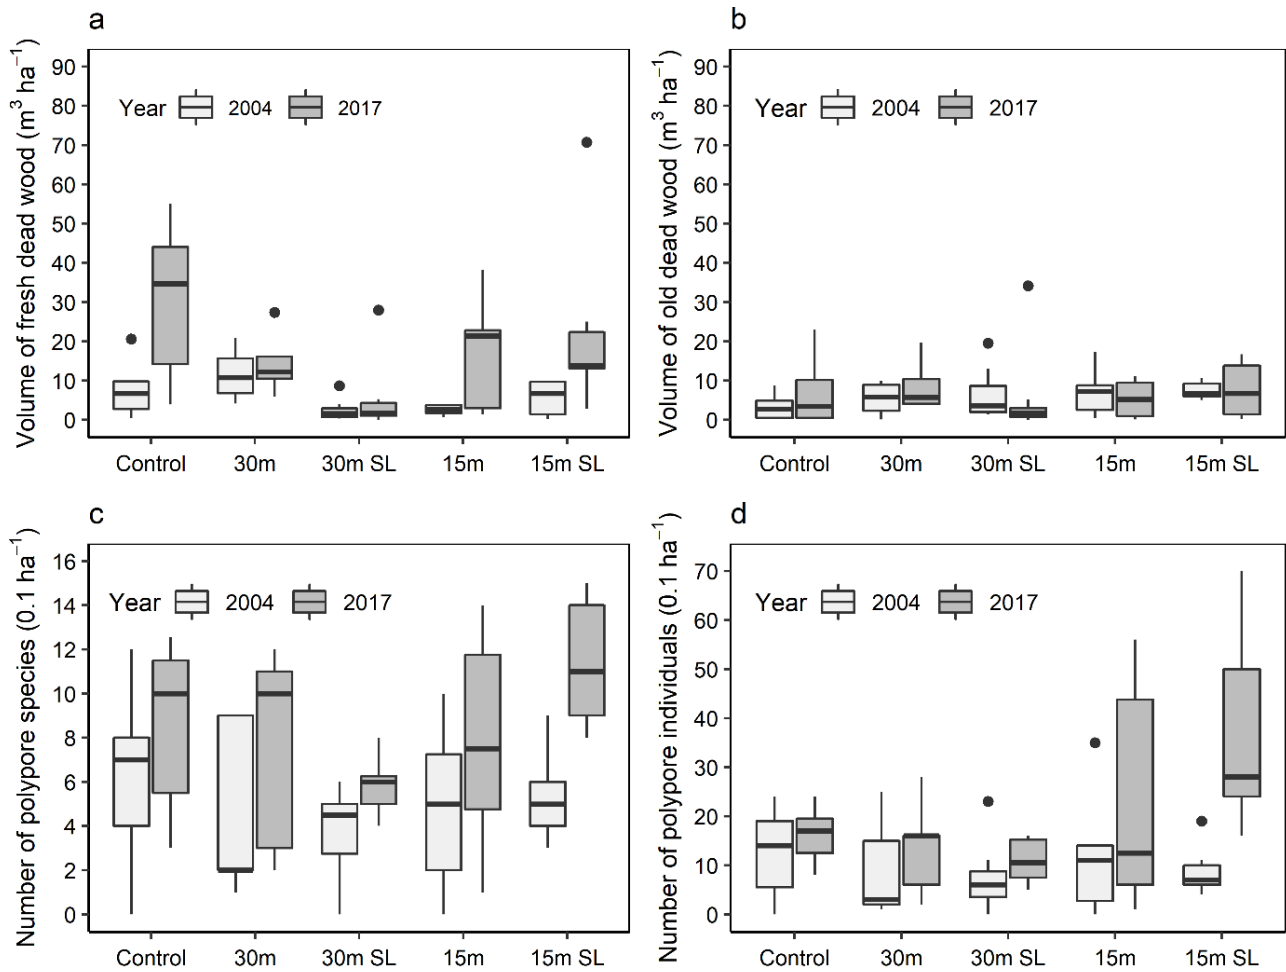 a
Volume of fresh dead wood (m³ ha⁻¹)
90
80
70
60
50
40
30
20
10
0
Year 2004 2017
Control 30m 30m SL 15m 15m SL
b
Volume of old dead wood (m³ ha⁻¹)
90
80
70
60
50
40
30
20
10
0
Year 2004 2017
Control 30m 30m SL 15m 15m SL
c
Number of polypore species (0.1 ha⁻¹)
16
14
12
10
8
6
4
2
0
Year 2004 2017
Control 30m 30m SL 15m 15m SL
d
Number of polypore individuals (0.1 ha⁻¹)
70
60
50
40
30
20
10
0
Year 2004 2017
Control 30m 30m SL 15m 15m SL